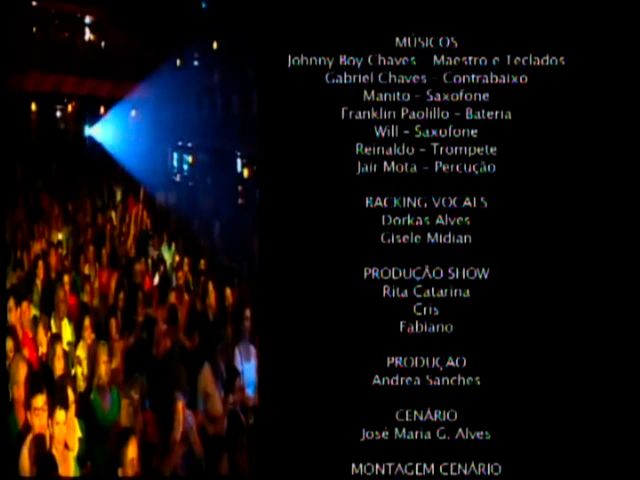 MÚSICOS
Johnny Boy Chaves - Maestro e Teclados
Gabriel Chaves - Contrabaixo
Manito - Saxofone
Franklin Paolillo - Bateria
Will - Saxofone
Reinaldo - Trompete
Jair Mota - Percução
BACKING VOCALS
Dorkas Alves
Gisele Midian
PRODUÇÃO SHOW
Rita Catarina
Cris
Fabiano
PRODUÇAO
Andrea Sanches
CENÁRIO
José Maria G. Alves
MONTAGEM CENÁRIO